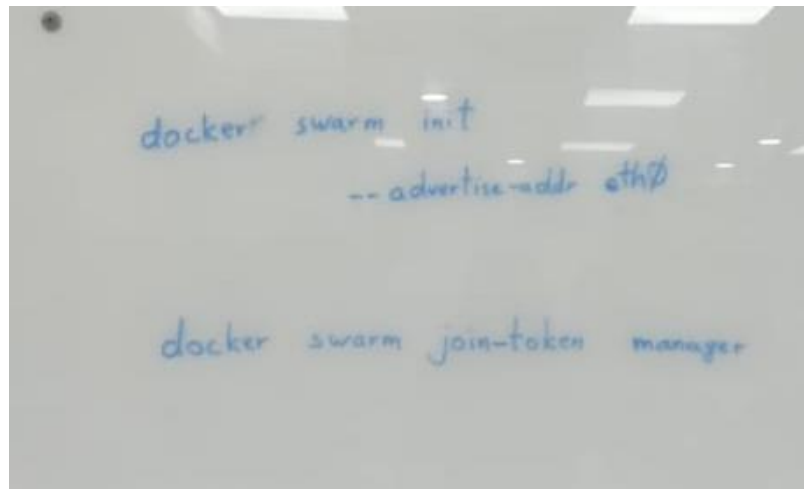 docker swarm init
--advertise-addr eth0
docker swarm join-token manager